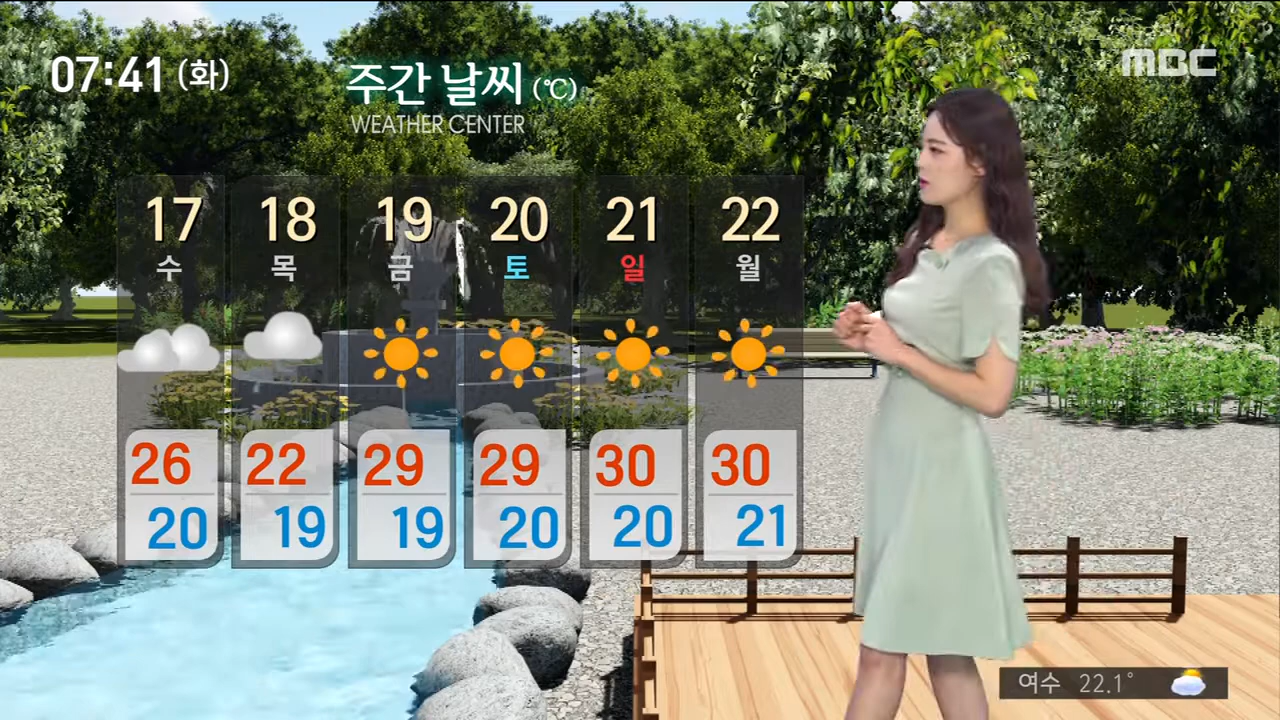 07:41 (화)
주간 날씨 (℃)
WEATHER CENTER
MBC
17 18 19 20 21 22
수 목 금 토 일 월
26 22 29 29 30 30
20 19 19 20 20 21
여수 22.1°